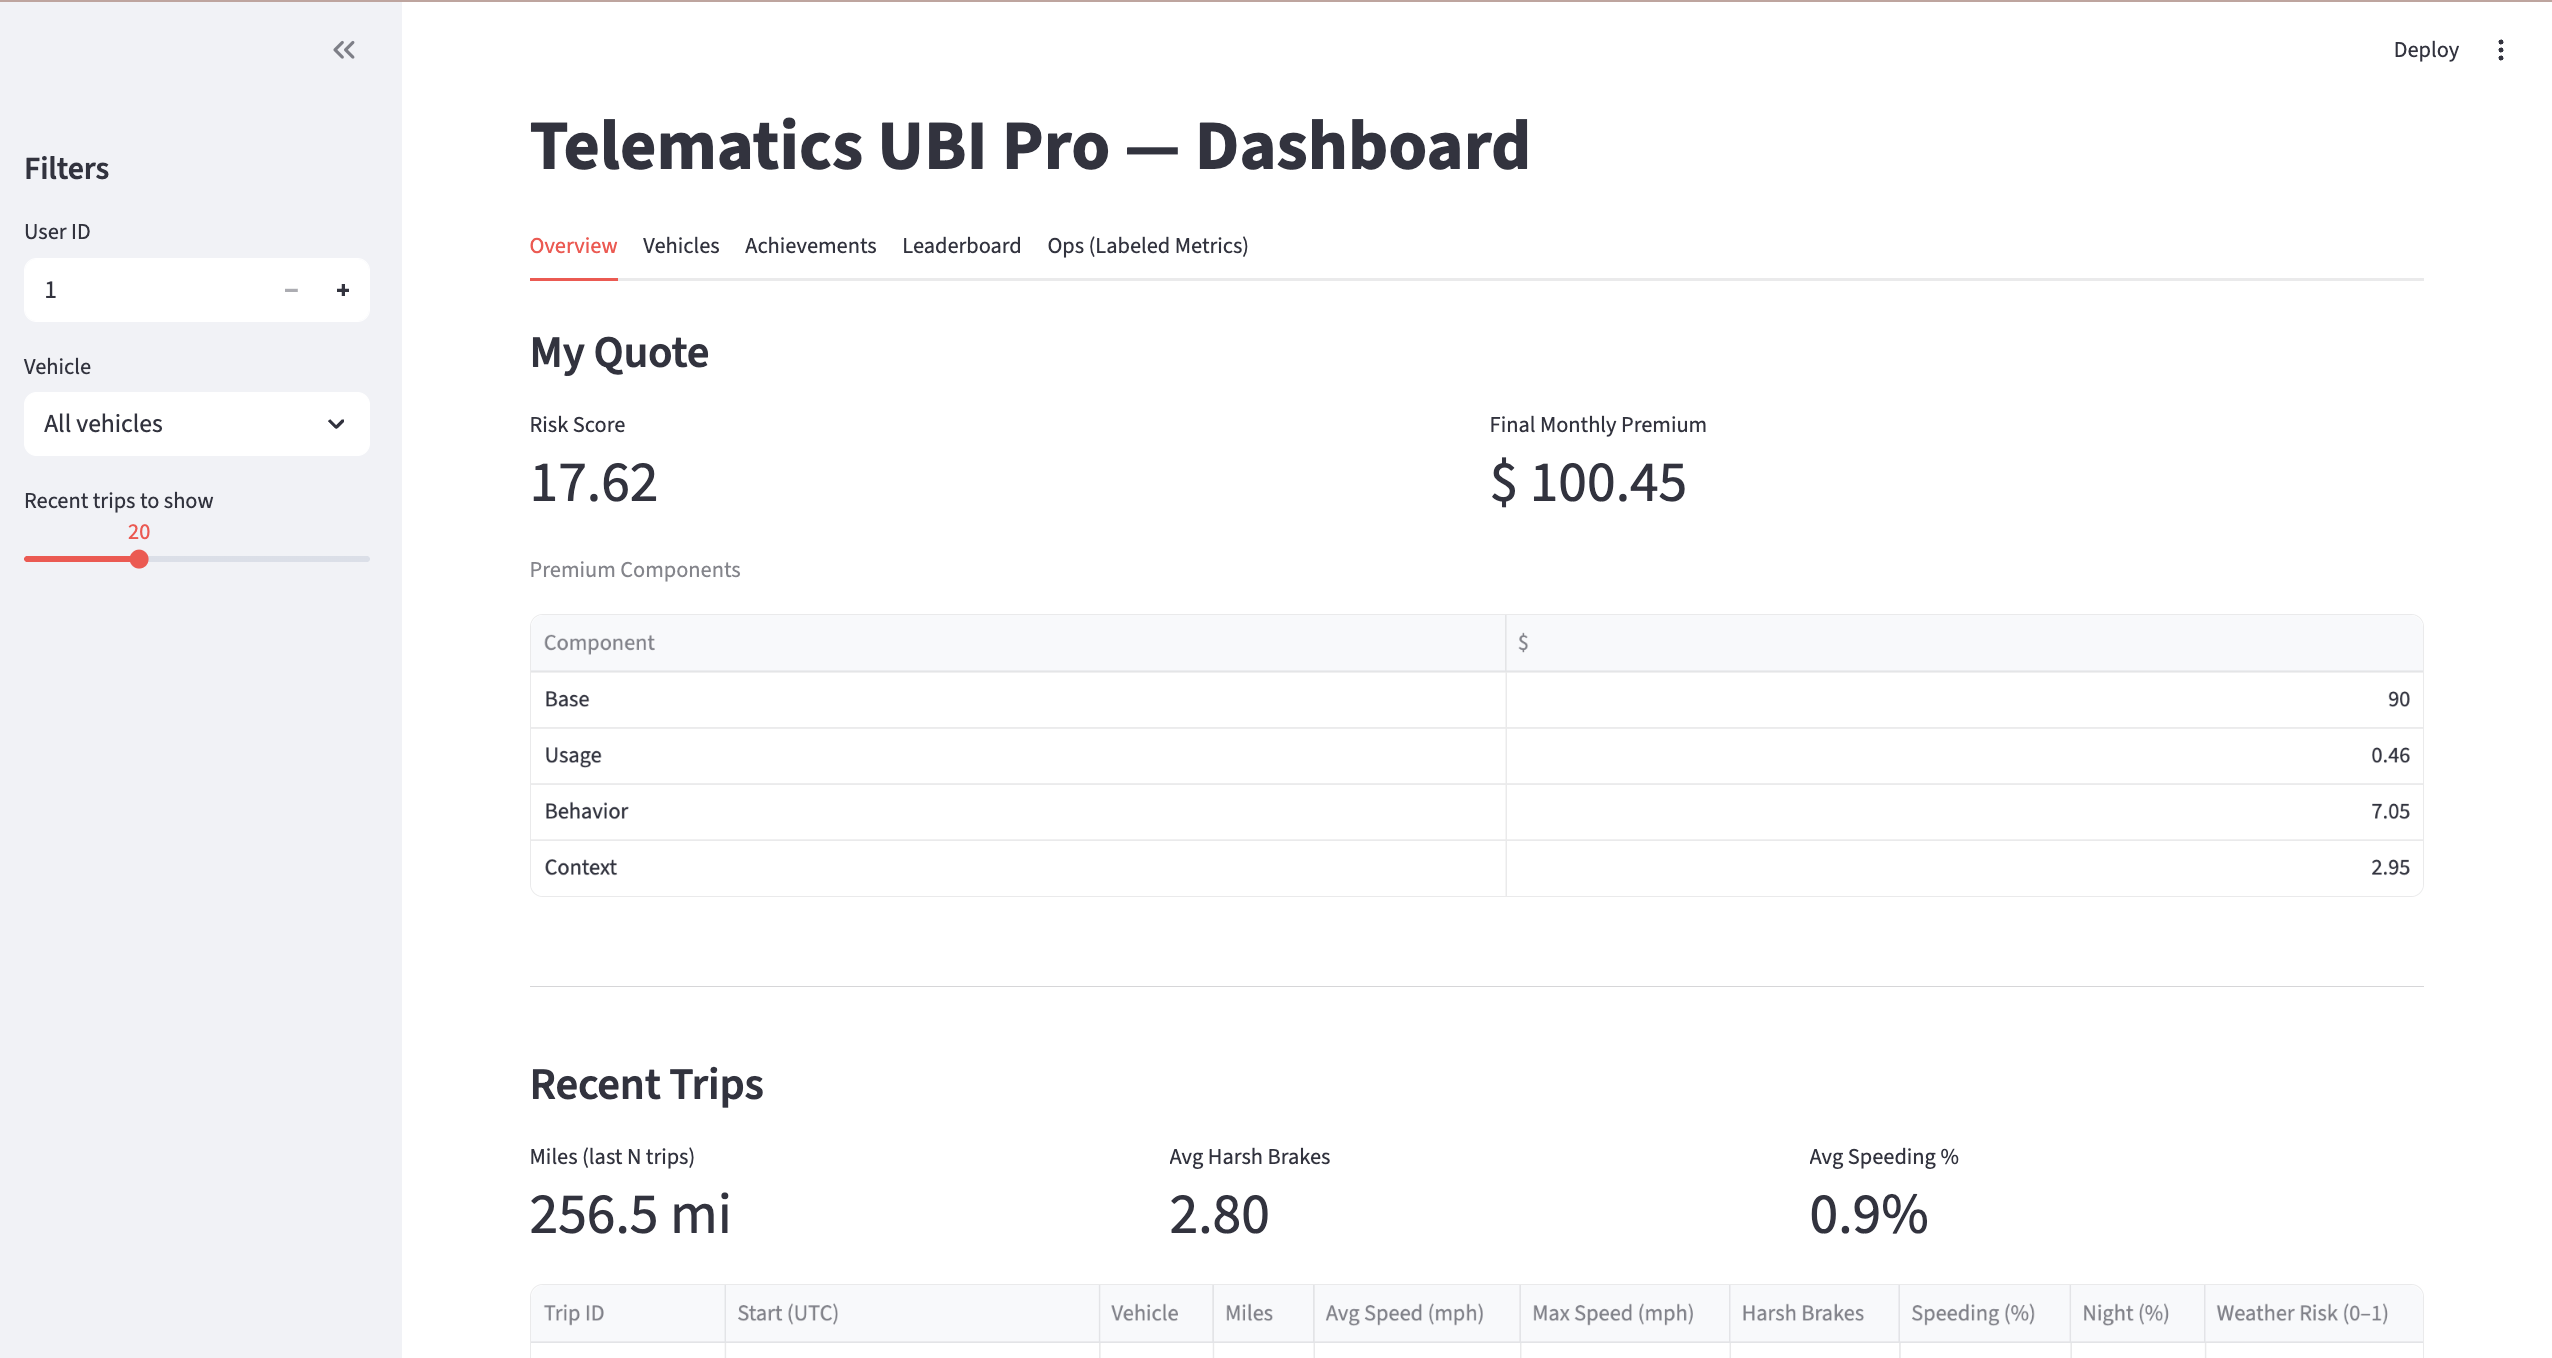 Deploy
Filters
User ID
1
Vehicle
All vehicles
Recent trips to show
20
Telematics UBI Pro — Dashboard
Overview Vehicles Achievements Leaderboard Ops (Labeled Metrics)
My Quote
Risk Score Final Monthly Premium
17.62 $ 100.45
Premium Components
Component $
Base 90
Usage 0.46
Behavior 7.05
Context 2.95
Recent Trips
Miles (last N trips) Avg Harsh Brakes Avg Speeding %
256.5 mi 2.80 0.9%
Trip ID Start (UTC) Vehicle Miles Avg Speed (mph) Max Speed (mph) Harsh Brakes Speeding (%) Night (%) Weather Risk (0–1)